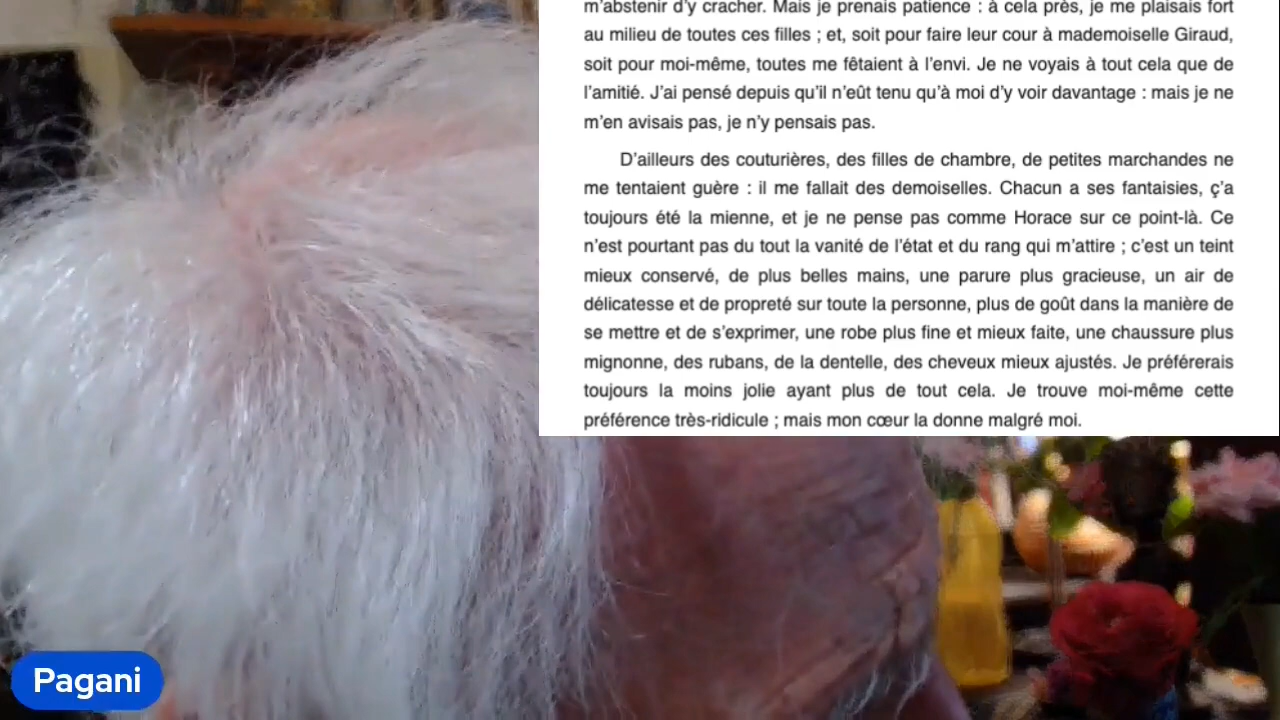 m’abstenir d’y cracher. Mais je prenais patience : à cela près, je me plaisais fort
au milieu de toutes ces filles ; et, soit pour faire leur cour à mademoiselle Giraud,
soit pour moi-même, toutes me fêtaient à l’envi. Je ne voyais à tout cela que de
l’amitié. J’ai pensé depuis qu’il n’eût tenu qu’à moi d’y voir davantage : mais je ne
m’en avisais pas, je n’y pensais pas.
D’ailleurs des couturières, des filles de chambre, de petites marchandes ne
me tentaient guère : il me fallait des demoiselles. Chacun a ses fantaisies, ç’a
toujours été la mienne, et je ne pense pas comme Horace sur ce point-là. Ce
n’est pourtant pas du tout la vanité de l’état et du rang qui m’attire ; c’est un teint
mieux conservé, de plus belles mains, une parure plus gracieuse, un air de
délicatesse et de propreté sur toute la personne, plus de goût dans la manière de
se mettre et de s’exprimer, une robe plus fine et mieux faite, une chaussure plus
mignonne, des rubans, de la dentelle, des cheveux mieux ajustés. Je préférerais
toujours la moins jolie ayant plus de tout cela. Je trouve moi-même cette
préférence très-ridicule ; mais mon cœur la donne malgré moi.
Pagani